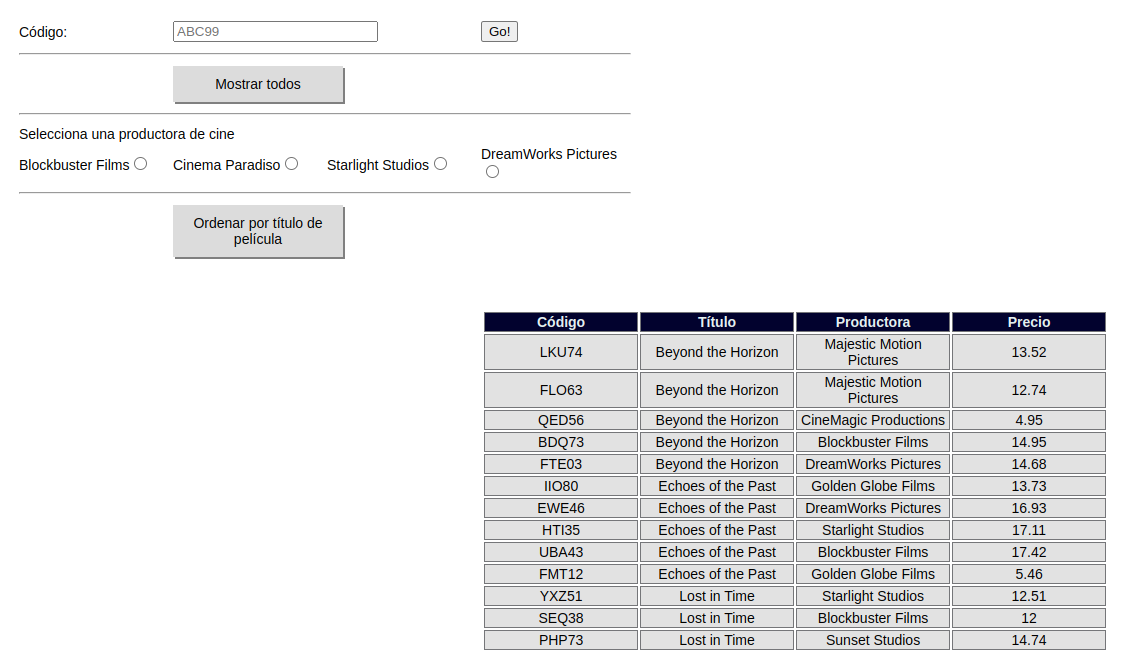 Código: ABC99 Go!
Mostrar todos
Selecciona una productora de cine
Blockbuster Films Cinema Paradiso Starlight Studios DreamWorks Pictures
Ordenar por título de
película
Código Título Productora Precio
LKU74 Beyond the Horizon Majestic Motion Pictures 13.52
FLO63 Beyond the Horizon Majestic Motion Pictures 12.74
QED56 Beyond the Horizon CineMagic Productions 4.95
BDQ73 Beyond the Horizon Blockbuster Films 14.95
FTE03 Beyond the Horizon DreamWorks Pictures 14.68
IIO80 Echoes of the Past Golden Globe Films 13.73
EWE46 Echoes of the Past DreamWorks Pictures 16.93
HTI35 Echoes of the Past Starlight Studios 17.11
UBA43 Echoes of the Past Blockbuster Films 17.42
FMT12 Echoes of the Past Golden Globe Films 5.46
YXZ51 Lost in Time Starlight Studios 12.51
SEQ38 Lost in Time Blockbuster Films 12
PHP73 Lost in Time Sunset Studios 14.74